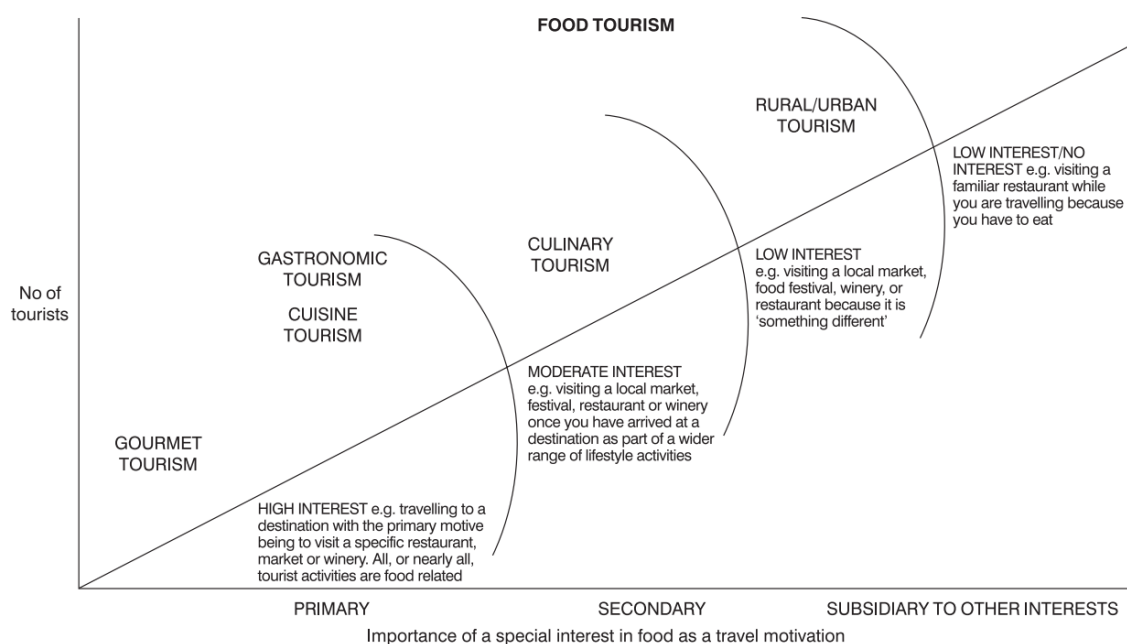 FOOD TOURISM
RURAL/URBAN
TOURISM
LOW INTEREST/NO
INTEREST e.g. visiting a
familiar restaurant while
you are travelling because
you have to eat
CULINARY
TOURISM
LOW INTEREST
e.g. visiting a local market,
food festival, winery, or
restaurant because it is
‘something different’
GASTRONOMIC
TOURISM
CUISINE
TOURISM
No of
tourists
MODERATE INTEREST
e.g. visiting a local market,
festival, restaurant or winery
once you have arrived at a
destination as part of a wider
range of lifestyle activities
GOURMET
TOURISM
HIGH INTEREST e.g. travelling to a
destination with the primary motive
being to visit a specific restaurant,
market or winery. All, or nearly all,
tourist activities are food related
PRIMARY
SECONDARY
SUBSIDIARY TO OTHER INTERESTS
Importance of a special interest in food as a travel motivation